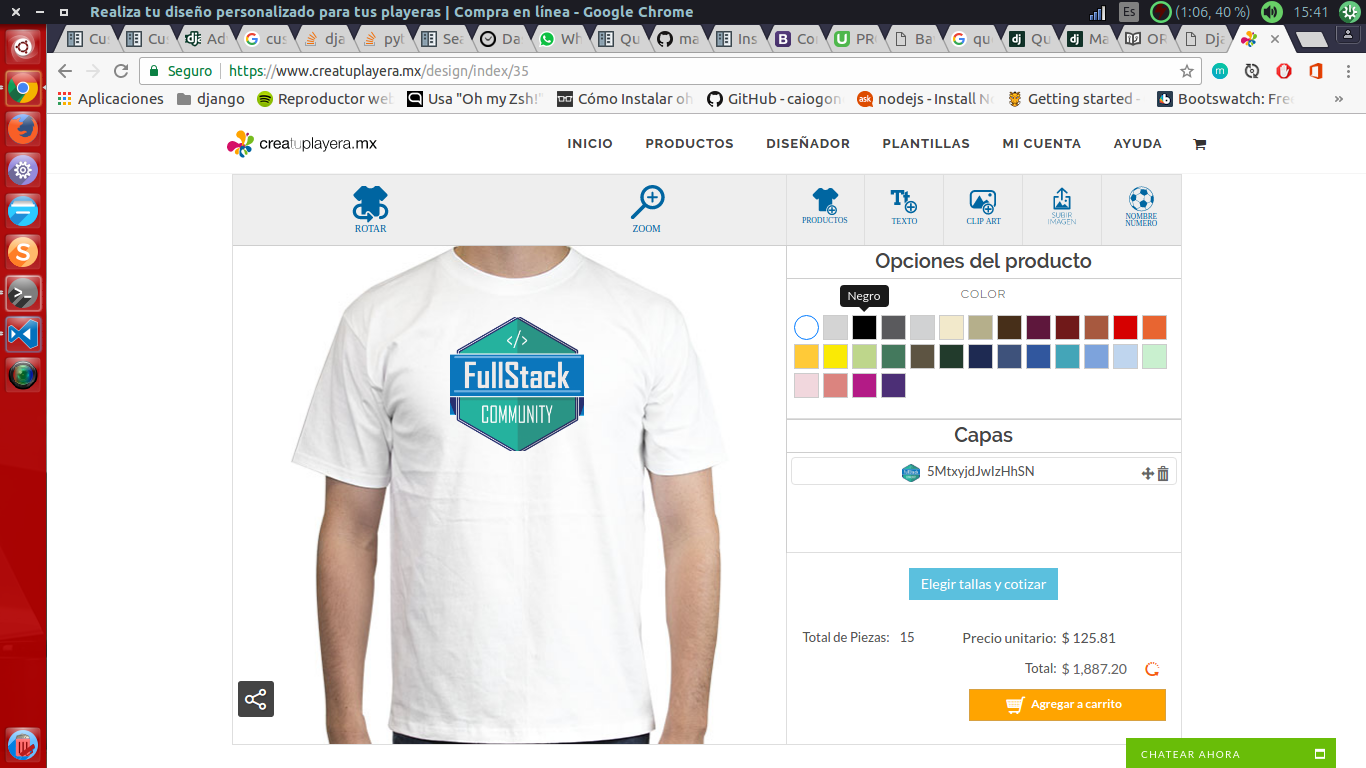 Realiza tu diseño personalizado para tus playeras | Compra en línea - Google Chrome
Es
(1:06, 40 %)
15:41
Cu
Cu
Ad
cus
dja
pyt
Sea
Da
Wh
Qu
ma
Ins
Co
PR
Ba
qu
Qu
Ma
OR
Dja
Seguro
https://www.creatuplayera.mx/design/index/35
Aplicaciones
django
Reproductor we
Usa "Oh my Zsh!"
Cómo Instalar oh
GitHub - caiogon
nodejs - Install N
Getting started -
Bootswatch: Fre
»
creatuplayera.mx
INICIO
PRODUCTOS
DISEÑADOR
PLANTILLAS
MI CUENTA
AYUDA
ROTAR
ZOOM
PRODUCTOS
TEXTO
CLIP ART
SUBIR
IMAGEN
NOMBRE
NÚMERO
Opciones del producto
COLOR
Negro
</>
FullStack
COMMUNITY
Capas
5MtxyjdJwIzHhSN
Elegir tallas y cotizar
Total de Piezas: 15
Precio unitario: $ 125.81
Total: $ 1,887.20
Agregar a carrito
CHATEAR AHORA